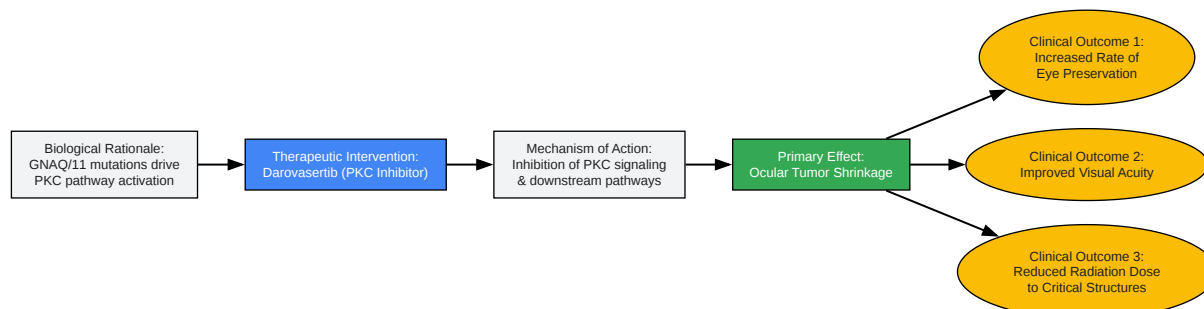 Biological Rationale:
GNAQ/11 mutations drive
PKC pathway activation
Therapeutic Intervention:
Darovasertib (PKC Inhibitor)
Mechanism of Action:
Inhibition of PKC signaling
& downstream pathways
Primary Effect:
Ocular Tumor Shrinkage
Clinical Outcome 1:
Increased Rate of
Eye Preservation
Clinical Outcome 2:
Improved Visual Acuity
Clinical Outcome 3:
Reduced Radiation Dose
to Critical Structures